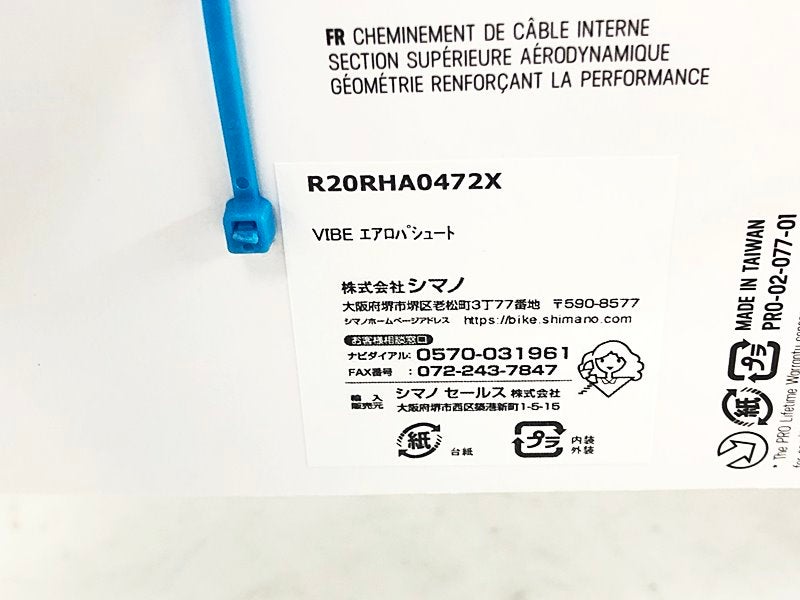 FR CHEMINEMENT DE CÂBLE INTERNE
SECTION SUPÉRIEURE AÉRODYNAMIQUE
GÉOMÉTRIE RENFORÇANT LA PERFORMANCE
R20RHA0472X
VIBE エアロパシュート
株式会社シマノ
大阪府堺市堺区老松町3丁77番地 〒590-8577
シマノホームページアドレス https://bike.shimano.com
お客様相談窓口
ナビダイアル: 0570-031961
FAX番号 : 072-243-7847
輸入
販売元
シマノ セールス 株式会社
大阪府堺市西区築港新町1-5-15
紙 台紙
プラ 内装
外装
MADE IN TAIWAN
PRO-02-077-01
紙 プラ
* The PRO Lifetime Warranty